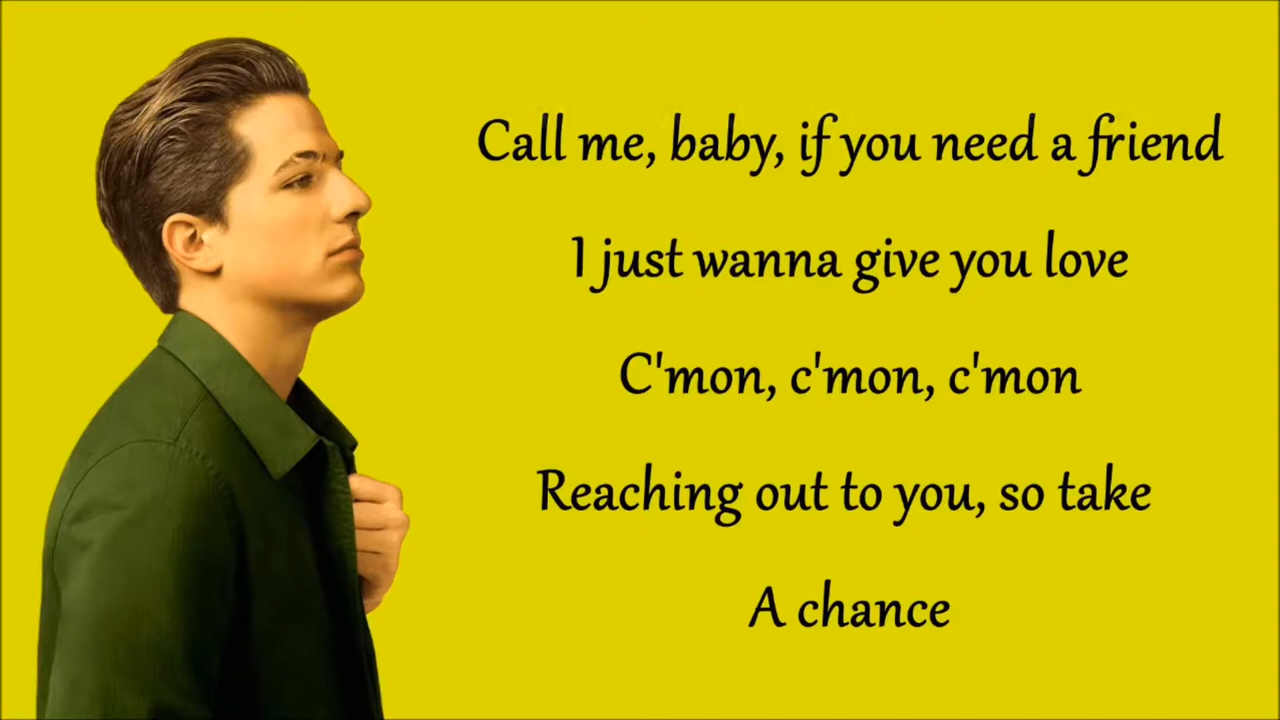 Call me, baby, if you need a friend
I just wanna give you love
C'mon, c'mon, c'mon
Reaching out to you, so take
A chance